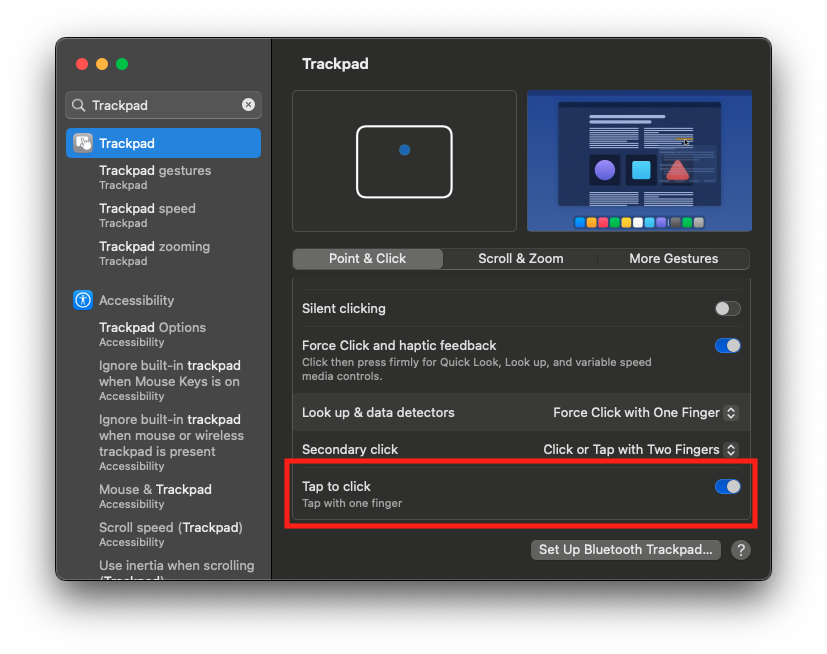 Trackpad
Trackpad
Trackpad gestures
Trackpad
Trackpad speed
Trackpad
Trackpad zooming
Trackpad
Accessibility
Trackpad Options
Accessibility
Ignore built-in trackpad
when Mouse Keys is on
Accessibility
Ignore built-in trackpad
when mouse or wireless
trackpad is present
Accessibility
Mouse & Trackpad
Accessibility
Scroll speed (Trackpad)
Accessibility
Use inertia when scrolling
(Trackpad)
Trackpad
Point & Click
Scroll & Zoom
More Gestures
Silent clicking
Force Click and haptic feedback
Click then press firmly for Quick Look, Look up, and variable speed
media controls.
Look up & data detectors Force Click with One Finger
Secondary click Click or Tap with Two Fingers
Tap to click
Tap with one finger
Set Up Bluetooth Trackpad...
?